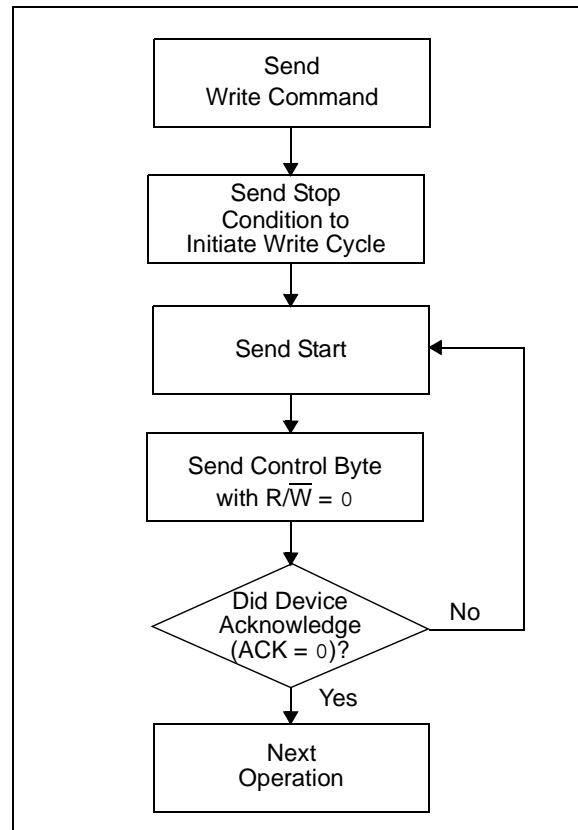 Send
Write Command
Send Stop
Condition to
Initiate Write Cycle
Send Start
Send Control Byte
with R/W̅ = 0
Did Device
Acknowledge
(ACK = 0)?
No
Yes
Next
Operation